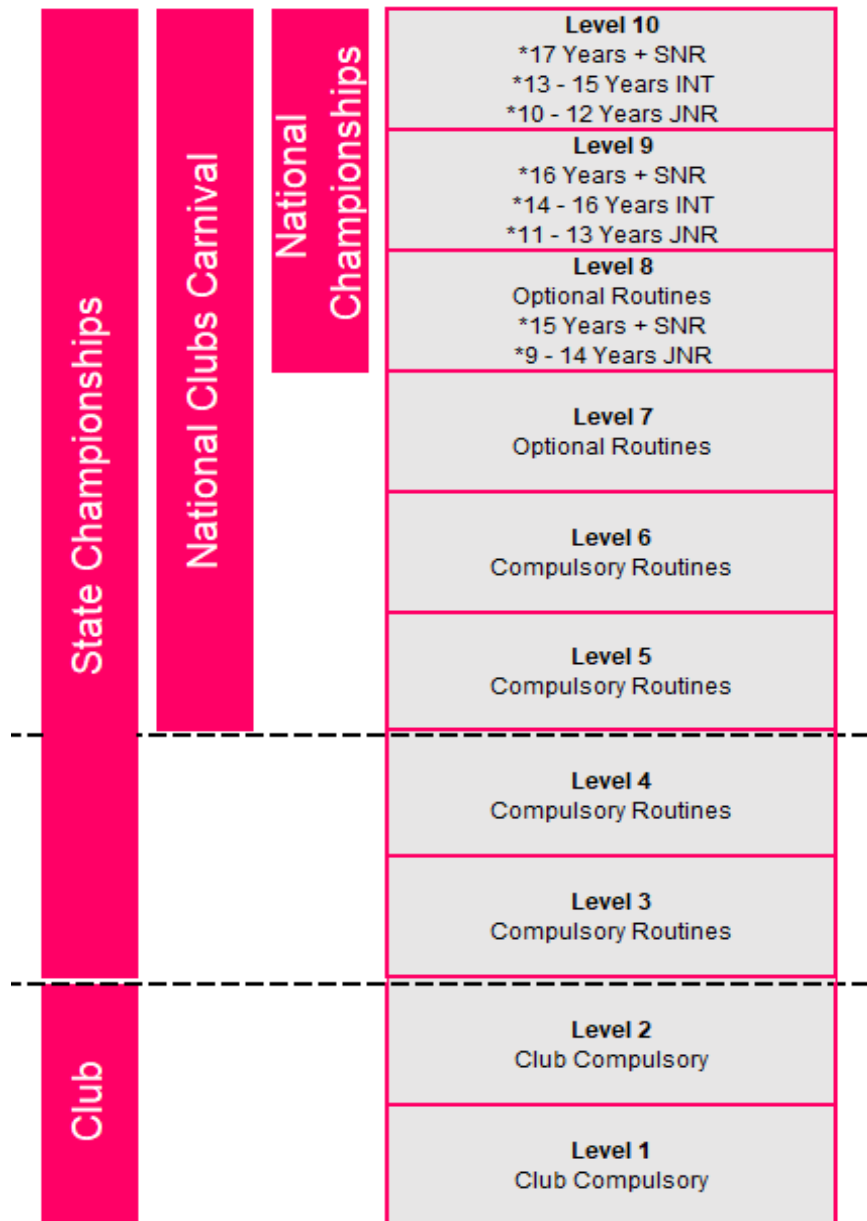 State Championships
National Clubs Carnival
National
Championships
Club
Level 10
*17 Years + SNR
*13 - 15 Years INT
*10 - 12 Years JNR
Level 9
*16 Years + SNR
*14 - 16 Years INT
*11 - 13 Years JNR
Level 8
Optional Routines
*15 Years + SNR
*9 - 14 Years JNR
Level 7
Optional Routines
Level 6
Compulsory Routines
Level 5
Compulsory Routines
Level 4
Compulsory Routines
Level 3
Compulsory Routines
Level 2
Club Compulsory
Level 1
Club Compulsory